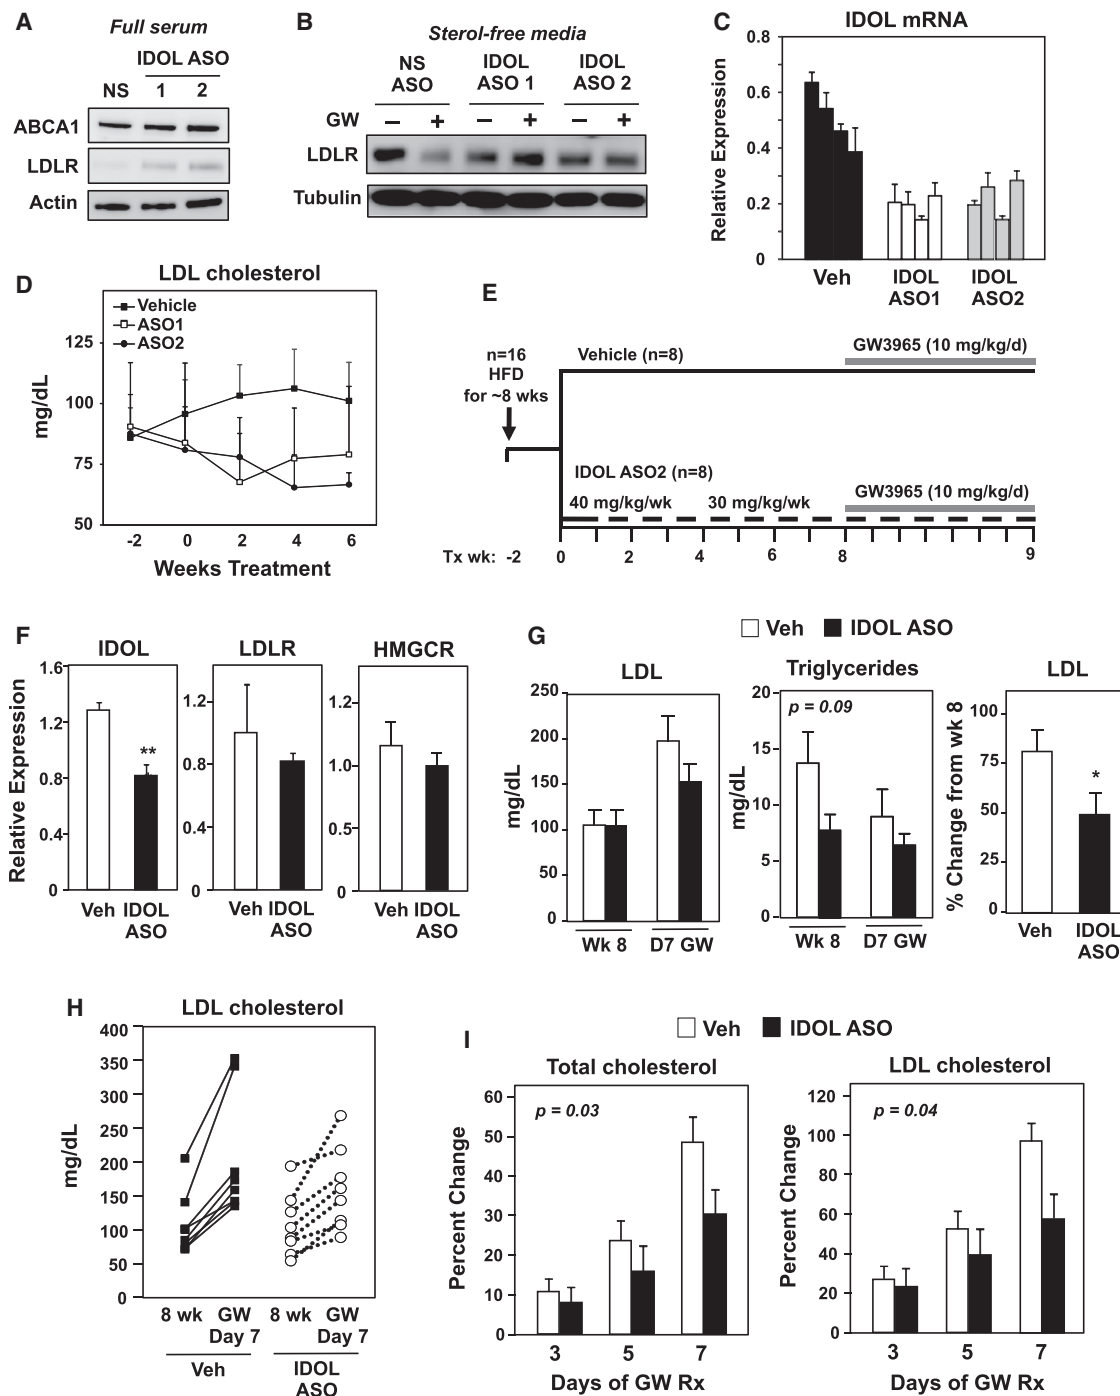 A
Full serum
IDOL ASO
NS 1 2
ABCA1
LDLR
Actin
B
Sterol-free media
NS ASO
IDOL ASO 1
IDOL ASO 2
GW − + − + − +
LDLR
Tubulin
C
IDOL mRNA
Relative Expression
0.8
0.6
0.4
0.2
0
Veh
IDOL ASO1
IDOL ASO2
D
LDL cholesterol
Vehicle
ASO1
ASO2
mg/dL
125
100
75
50
-2 0 2 4 6
Weeks Treatment
E
n=16
HFD
for ~8 wks
Vehicle (n=8)
GW3965 (10 mg/kg/d)
IDOL ASO2 (n=8)
40 mg/kg/wk
30 mg/kg/wk
GW3965 (10 mg/kg/d)
Tx wk: -2 0 2 4 6 8 9
F
IDOL
Relative Expression
1.6
1.2
0.8
0.4
0
**
Veh IDOL
ASO
LDLR
1.2
0.8
0.4
0
Veh IDOL
ASO
HMGCR
1.2
1.0
0.5
0
Veh IDOL
ASO
G
Veh IDOL ASO
LDL
mg/dL
250
200
150
100
50
0
Wk 8 D7 GW
Triglycerides
p = 0.09
mg/dL
20
15
10
5
0
Wk 8 D7 GW
LDL
% Change from wk 8
100
75
50
25
0
*
Veh IDOL
ASO
H
LDL cholesterol
mg/dL
400
350
300
250
200
150
100
50
0
8 wk GW
Day 7
8 wk GW
Day 7
Veh
IDOL
ASO
I
Veh IDOL ASO
Total cholesterol
p = 0.03
Percent Change
60
50
40
30
20
10
0
3 5 7
Days of GW Rx
LDL cholesterol
p = 0.04
Percent Change
120
100
80
60
40
20
0
3 5 7
Days of GW Rx